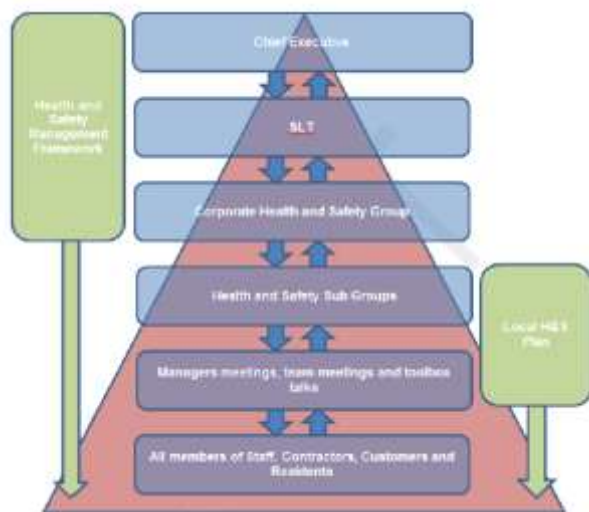 Chief Executive
Health and
Safety
Management
Framework
SLT
Corporate Health and Safety Group
Health and Safety Sub Groups
Local H&S
Plan
Managers meetings, team meetings and toolbox
talks
All members of Staff, Contractors, Customers and
Residents